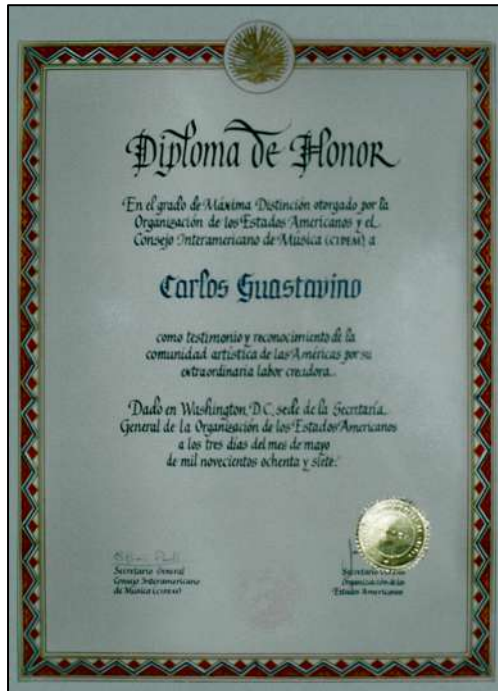 Diploma de Honor
En el grado de Máxima Distinción otorgado por la
Organización de los Estados Americanos y el
Consejo Interamericano de Música (CIDEM) a
Carlos Guastavino
como testimonio y reconocimiento de la
comunidad artística de las Américas por su
extraordinaria labor creadora.
Dado en Washington, D.C., sede de la Secretaría
General de la Organización de los Estados Americanos
a los tres días del mes de mayo
de mil novecientos ochenta y siete.
Secretario General
Consejo Interamericano
de Música (CIDEM)
Secretario
Organización de los
Estados Americanos